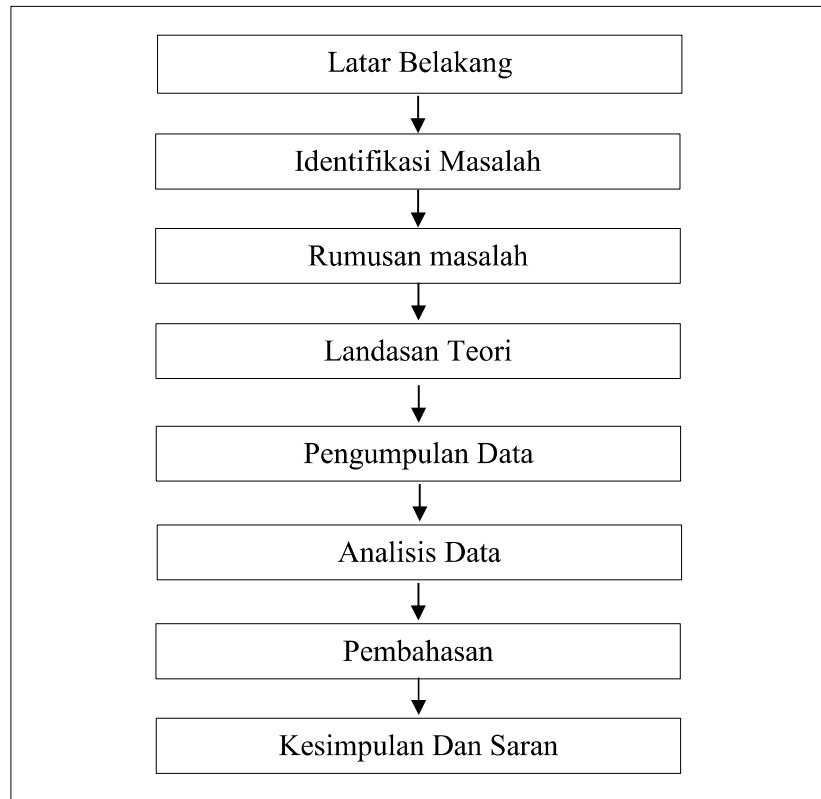 Latar Belakang
Identifikasi Masalah
Rumusan masalah
Landasan Teori
Pengumpulan Data
Analisis Data
Pembahasan
Kesimpulan Dan Saran